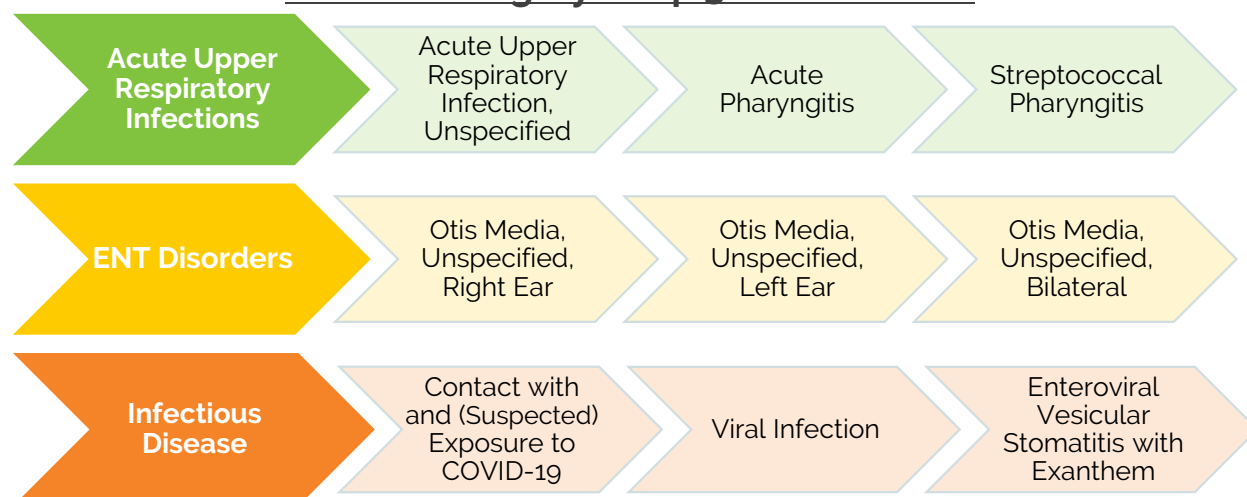 Acute Upper
Respiratory
Infections
Acute Upper
Respiratory
Infection,
Unspecified
Acute
Pharyngitis
Streptococcal
Pharyngitis
ENT Disorders
Otis Media,
Unspecified,
Right Ear
Otis Media,
Unspecified,
Left Ear
Otis Media,
Unspecified,
Bilateral
Infectious
Disease
Contact with
and (Suspected)
Exposure to
COVID-19
Viral Infection
Enteroviral
Vesicular
Stomatitis with
Exanthem